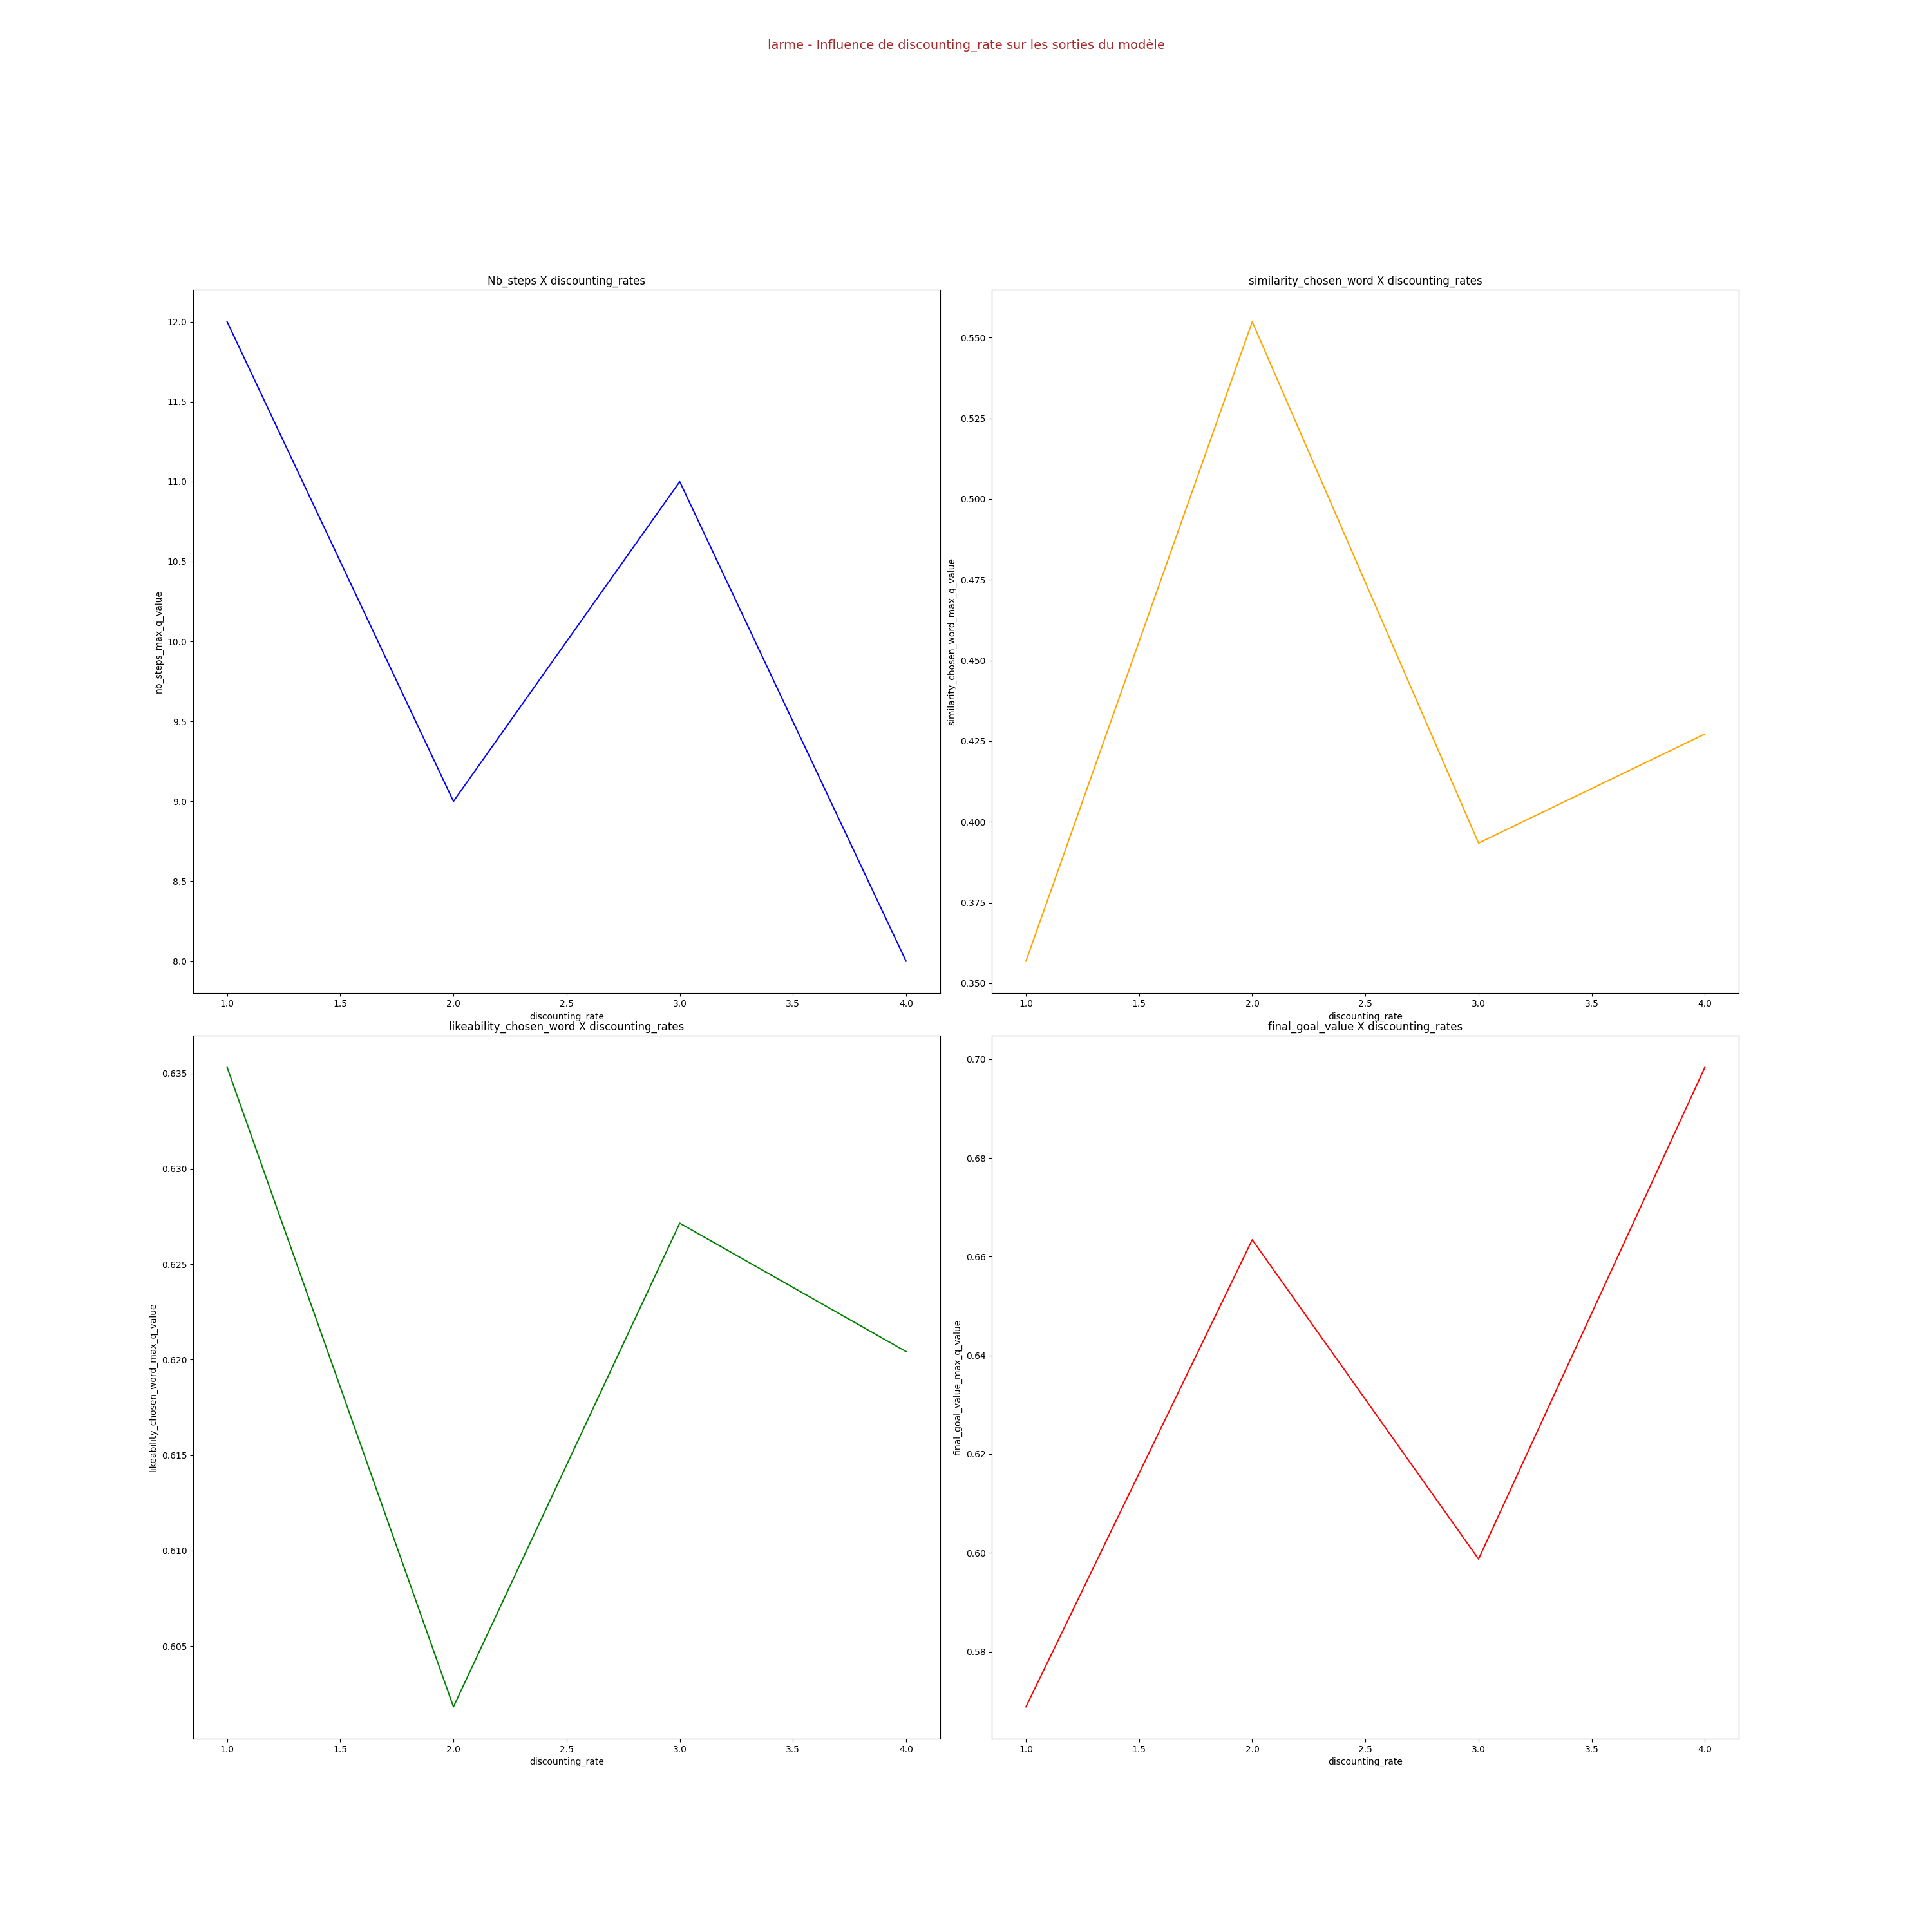 larme - Influence de discounting_rate sur les sorties du modèle
Nb_steps X discounting_rates
12.0
11.5
11.0
10.5
10.0
9.5
9.0
8.5
8.0
nb_steps_max_q_value
1.0 1.5 2.0 2.5 3.0 3.5 4.0
discounting_rate
similarity_chosen_word X discounting_rates
0.550
0.525
0.500
0.475
0.450
0.425
0.400
0.375
0.350
similarity_chosen_word_max_q_value
1.0 1.5 2.0 2.5 3.0 3.5 4.0
discounting_rate
likeability_chosen_word X discounting_rates
0.635
0.630
0.625
0.620
0.615
0.610
0.605
likeability_chosen_word_max_q_value
1.0 1.5 2.0 2.5 3.0 3.5 4.0
discounting_rate
final_goal_value X discounting_rates
0.70
0.68
0.66
0.64
0.62
0.60
0.58
final_goal_value_max_q_value
1.0 1.5 2.0 2.5 3.0 3.5 4.0
discounting_rate